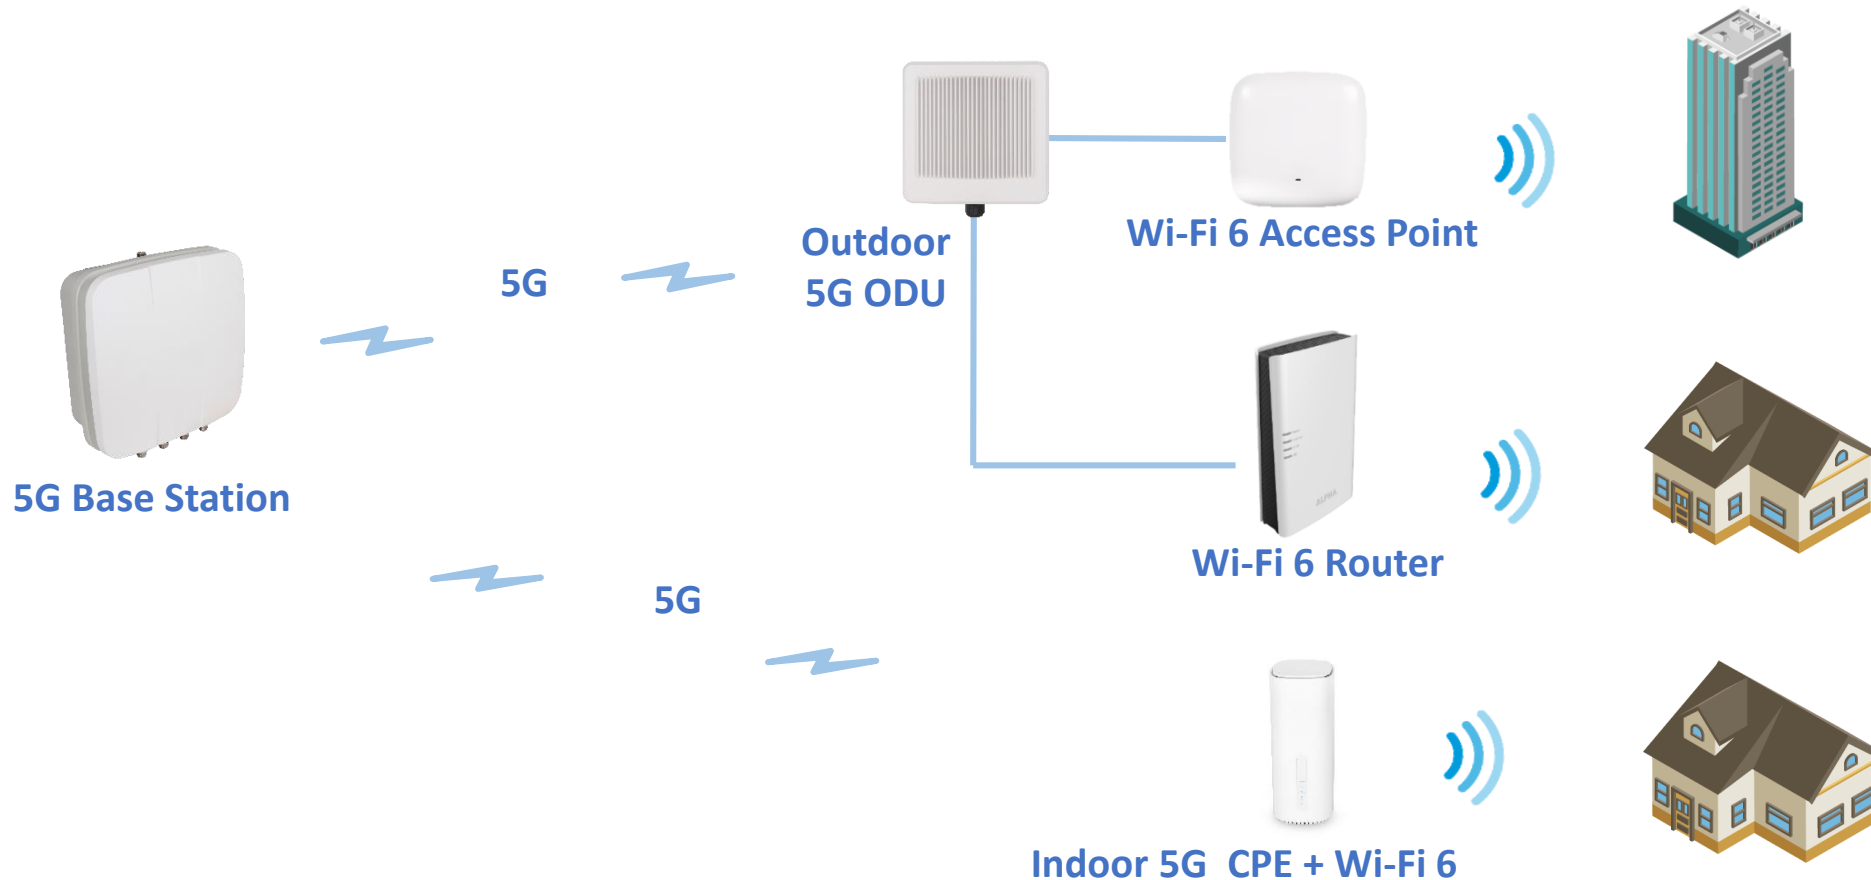 Outdoor
5G ODU
Wi-Fi 6 Access Point
5G
5G Base Station
ALPHA
Wi-Fi 6 Router
5G
Indoor 5G  CPE + Wi-Fi 6